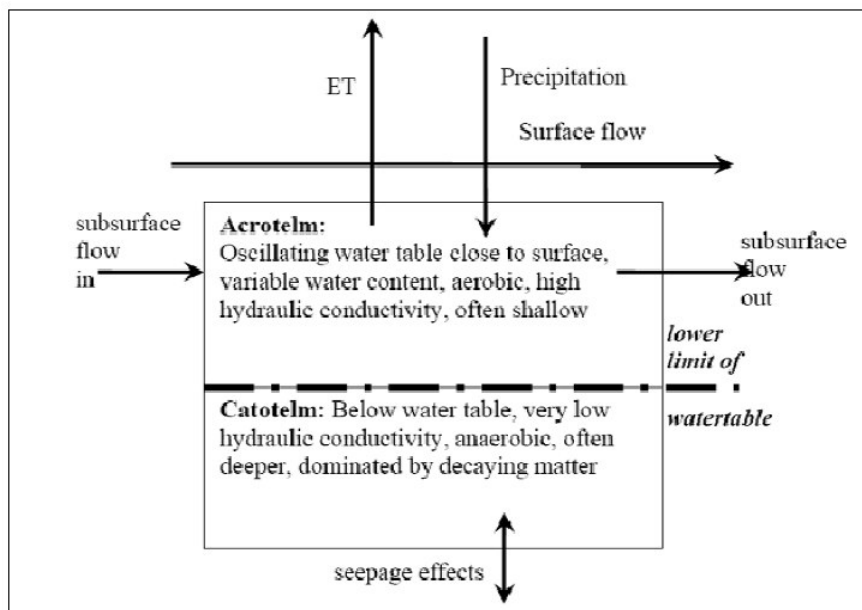 ET
Precipitation
Surface flow
subsurface
flow
in
Acrotelm:
Oscillating water table close to surface,
variable water content, aerobic, high
hydraulic conductivity, often shallow
subsurface
flow
out
lower
limit of
watertable
Catotelm: Below water table, very low
hydraulic conductivity, anaerobic, often
deeper, dominated by decaying matter
seepage effects